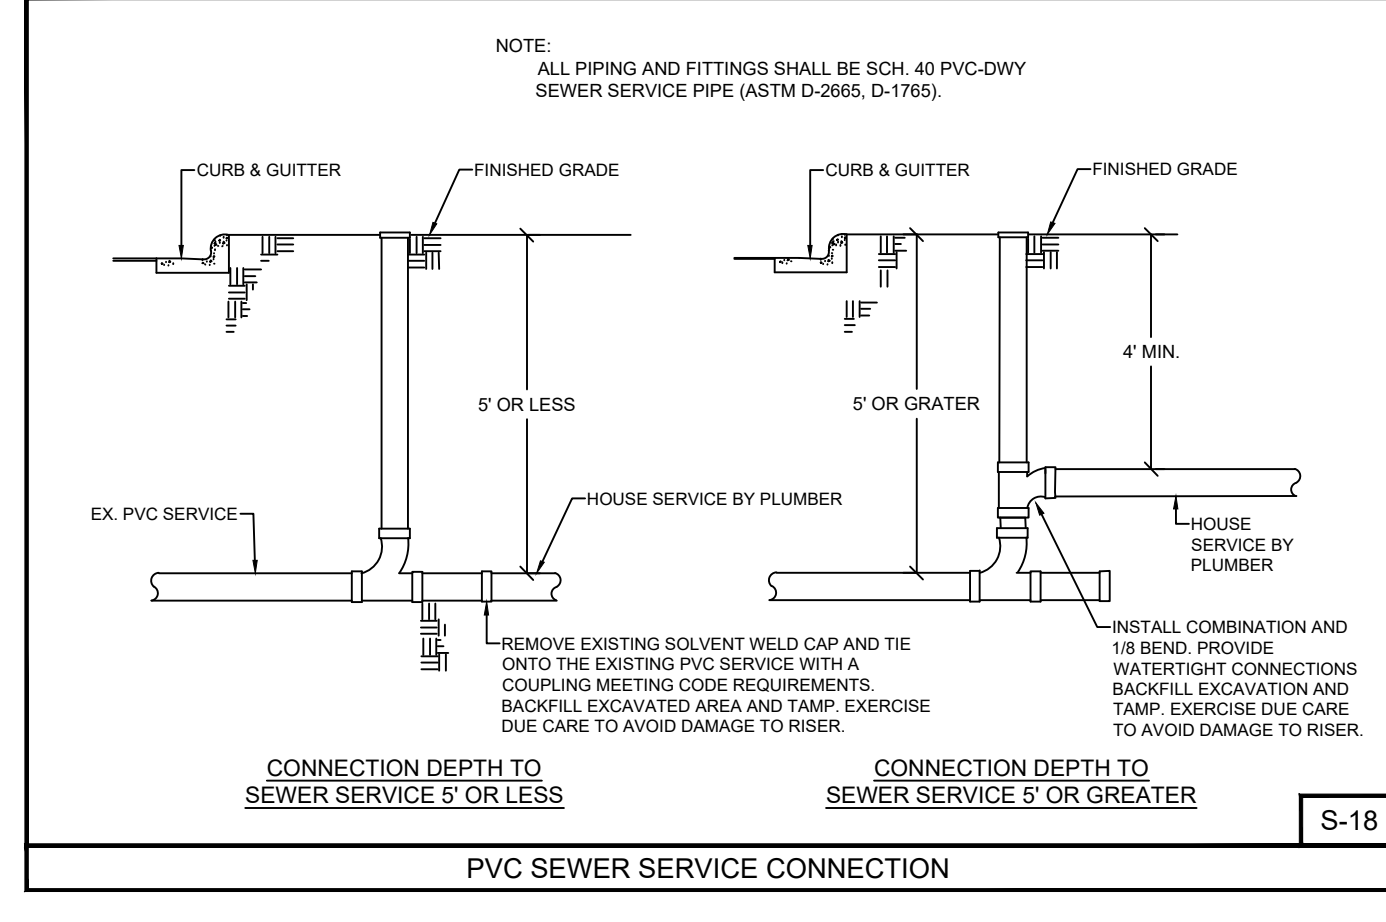 NOTE:
ALL PIPING AND FITTINGS SHALL BE SCH. 40 PVC-DWY
SEWER SERVICE PIPE (ASTM D-2665, D-1765).
CURB & GUITTER
FINISHED GRADE
5' OR LESS
EX. PVC SERVICE
HOUSE SERVICE BY PLUMBER
REMOVE EXISTING SOLVENT WELD CAP AND TIE
ONTO THE EXISTING PVC SERVICE WITH A
COUPLING MEETING CODE REQUIREMENTS.
BACKFILL EXCAVATED AREA AND TAMP. EXERCISE
DUE CARE TO AVOID DAMAGE TO RISER.
CONNECTION DEPTH TO
SEWER SERVICE 5' OR LESS
CURB & GUITTER
FINISHED GRADE
4' MIN.
5' OR GRATER
HOUSE
SERVICE BY
PLUMBER
INSTALL COMBINATION AND
1/8 BEND. PROVIDE
WATERTIGHT CONNECTIONS
BACKFILL EXCAVATION AND
TAMP. EXERCISE DUE CARE
TO AVOID DAMAGE TO RISER.
CONNECTION DEPTH TO
SEWER SERVICE 5' OR GREATER
S-18
PVC SEWER SERVICE CONNECTION